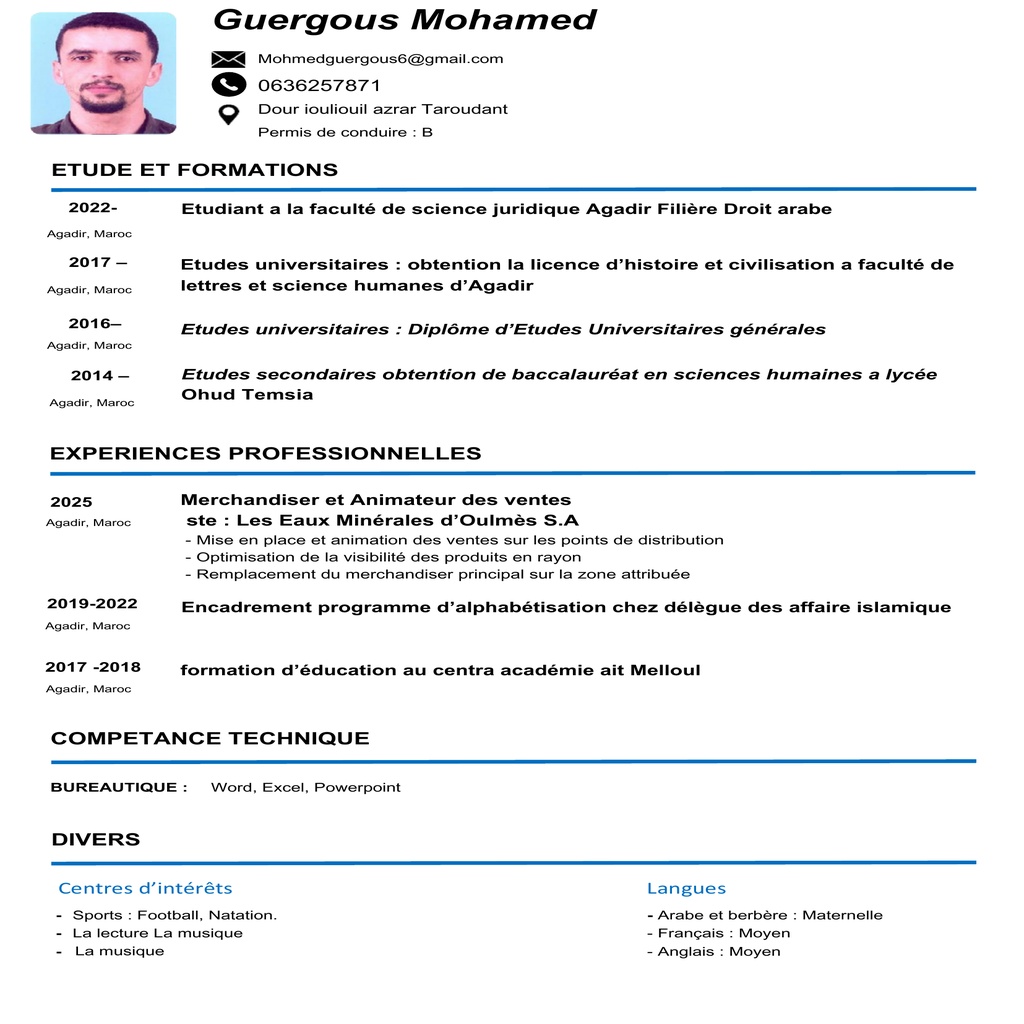 Guergous Mohamed
Mohmedguergous6@gmail.com
0636257871
Dour iouliouil azrar Taroudant
Permis de conduire : B
ETUDE ET FORMATIONS
2022-
Etudiant a la faculté de science juridique Agadir Filière Droit arabe
Agadir, Maroc
2017 –
Etudes universitaires : obtention la licence d’histoire et civilisation a faculté de
Agadir, Maroc
lettres et science humanes d’Agadir
2016–
Etudes universitaires : Diplôme d’Etudes Universitaires générales
Agadir, Maroc
2014 –
Etudes secondaires obtention de baccalauréat en sciences humaines a lycée
Agadir, Maroc
Ohud Temsia
EXPERIENCES PROFESSIONNELLES
2025
Merchandiser et Animateur des ventes
Agadir, Maroc
ste : Les Eaux Minérales d’Oulmès S.A
- Mise en place et animation des ventes sur les points de distribution
- Optimisation de la visibilité des produits en rayon
- Remplacement du merchandiser principal sur la zone attribuée
2019-2022
Encadrement programme d’alphabétisation chez délègue des affaire islamique
Agadir, Maroc
2017 -2018
formation d’éducation au centra académie ait Melloul
Agadir, Maroc
COMPETANCE TECHNIQUE
BUREAUTIQUE : Word, Excel, Powerpoint
DIVERS
Centres d’intérêts
- Sports : Football, Natation.
- La lecture La musique
- La musique
Langues
- Arabe et berbère : Maternelle
- Français : Moyen
- Anglais : Moyen